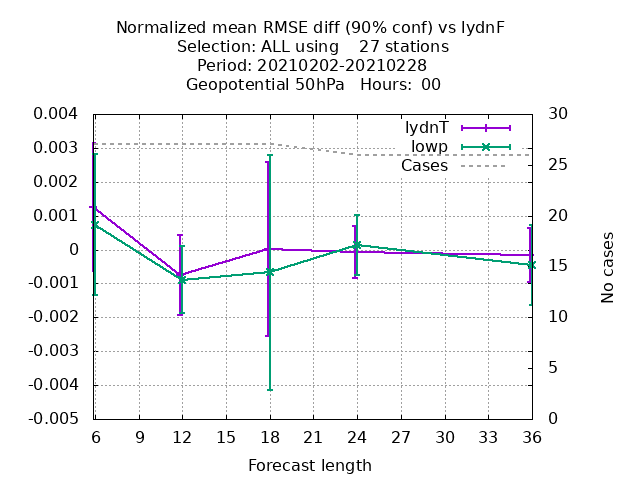 Normalized mean RMSE diff (90% conf) vs lydnF
Selection: ALL using    27 stations
Period: 20210202-20210228
Geopotential 50hPa   Hours:  00
lydnT
lowp
Cases
0.004
0.003
0.002
0.001
0
-0.001
-0.002
-0.003
-0.004
-0.005
30
25
20
15
10
5
0
No cases
6 9 12 15 18 21 24 27 30 33 36
Forecast length